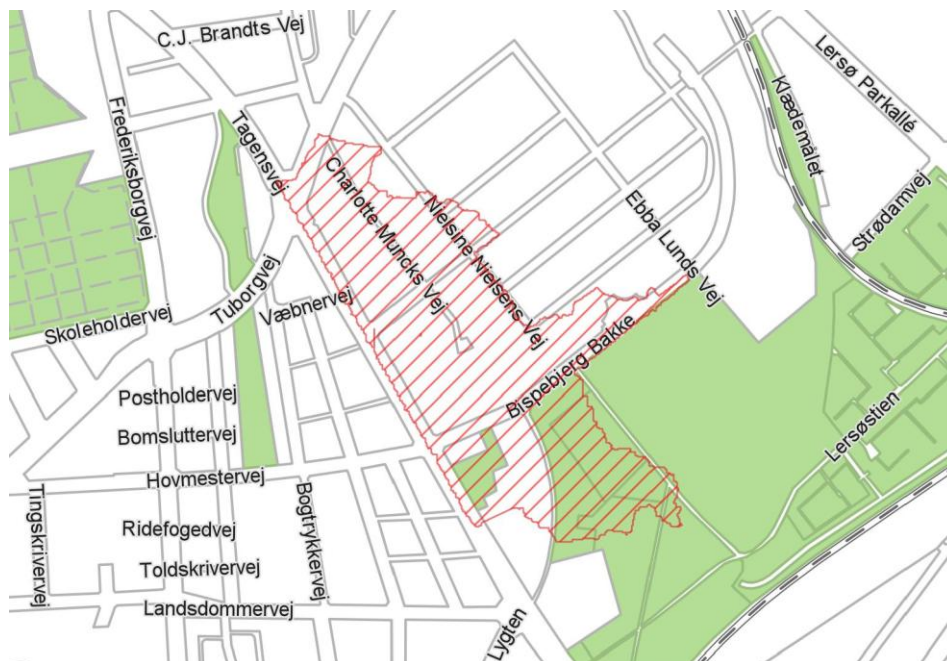 C.J. Brandts Vej
Lersø Parkallé
Klædemålet
Frederiksborgvej
Tagensvej
Charlotte Muncks Vej
Nielsine Nielsens Vej
Ebba Lunds Vej
Strødamvej
Tuborgvej
Væbnervej
Skoleholdervej
Bispebjerg Bakke
Postholdervej
Bomsluttervej
Hovmestervej
Lersøstien
Tingskrivervej
Bogtrykkervej
Ridefogedvej
Toldskrivervej
Landsdommervej
Lygten